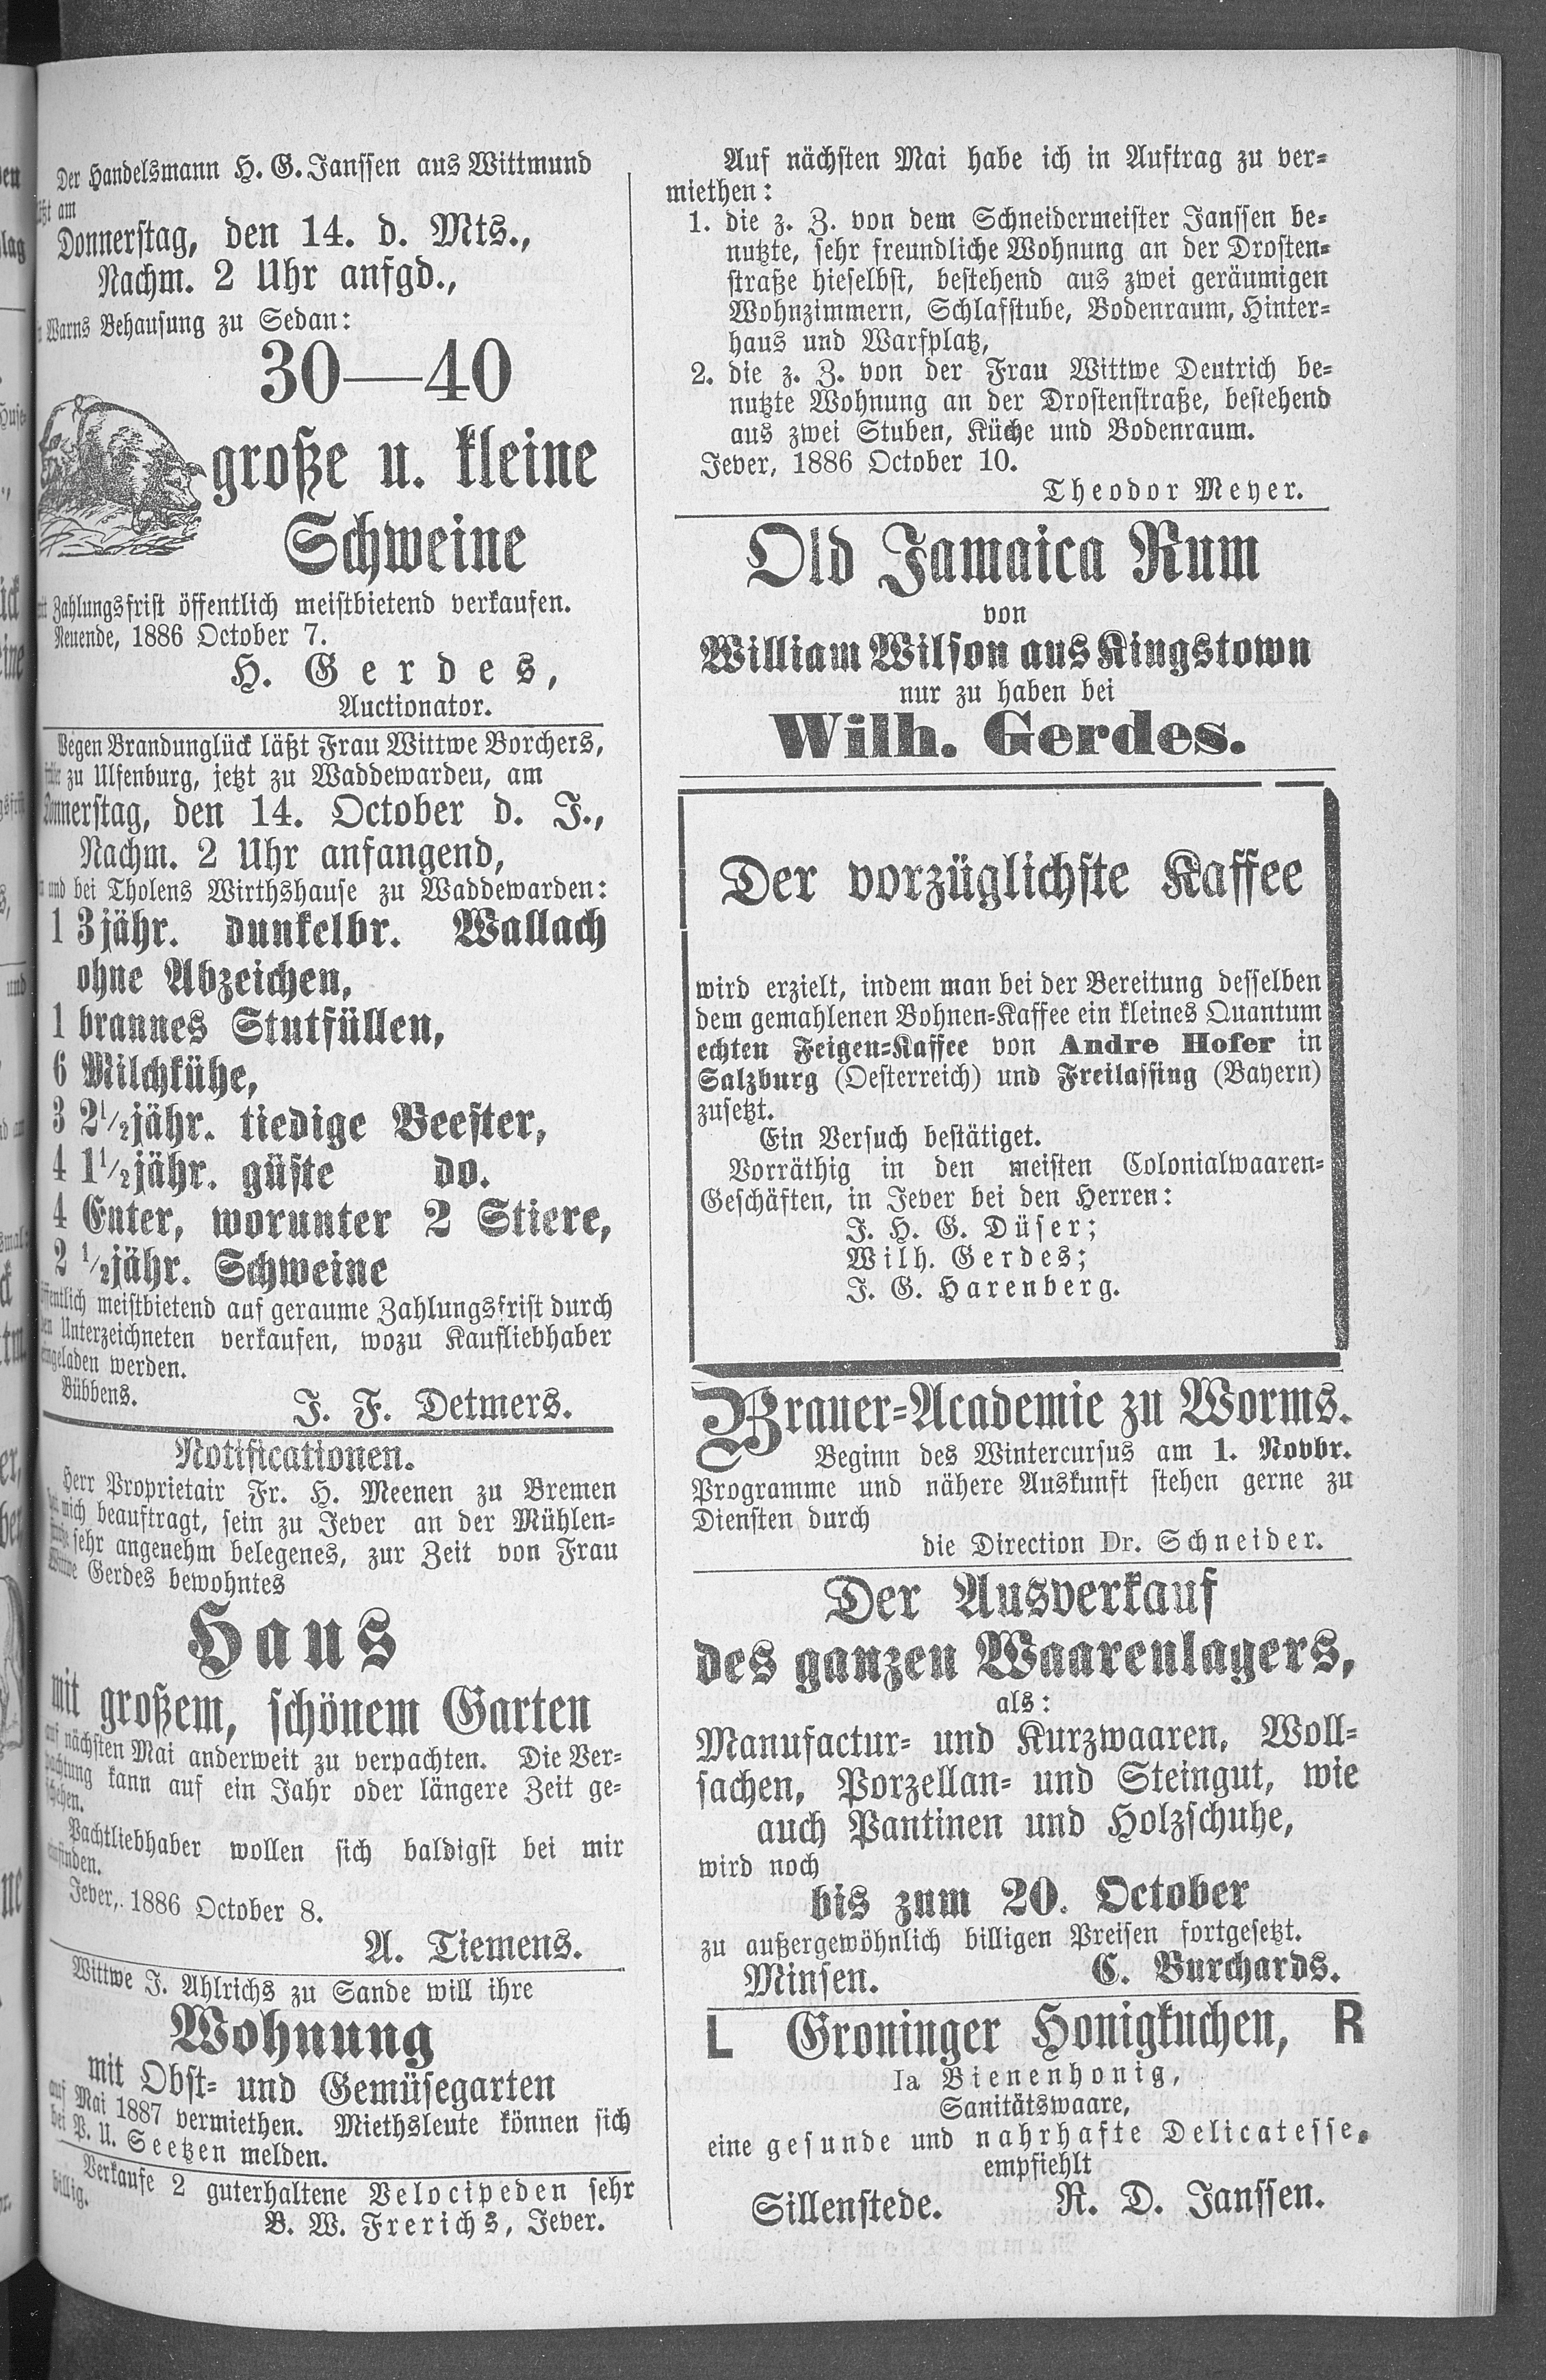 Der Handelsmann H. G. Janssen aus Wittmund
läßt am
Donnerstag, den 14. d. Mts.,
Nachm. 2 Uhr anfgd.,
in Warns Behausung zu Sedan:
30—40
große u. kleine
Schweine
mit Zahlungsfrist öffentlich meistbietend verkaufen.
Neuende, 1886 October 7.
H. Gerdes,
Auctionator.
Wegen Brandunglück läßt Frau Wittwe Borchers,
früher zu Ulfenburg, jetzt zu Waddewarden, am
Donnerstag, den 14. October d. J.,
Nachm. 2 Uhr anfangend,
und bei Tholens Wirthshause zu Waddewarden:
1 3jähr. dunkelbr. Wallach
ohne Abzeichen,
1 braunes Stutfüllen,
6 Milchkühe,
3 2½jähr. tiedige Beester,
4 1½jähr. güste do.
4 Enter, worunter 2 Stiere,
2 ½jähr. Schweine
öffentlich meistbietend auf geraume Zahlungsfrist durch
den Unterzeichneten verkaufen, wozu Kaufliebhaber
eingeladen werden.
Bübbens.
J. F. Detmers.
Notificationen.
Herr Proprietair Fr. H. Meenen zu Bremen
hat mich beauftragt, sein zu Jever an der Mühlen-
straße sehr angenehm belegenes, zur Zeit von Frau
Wittwe Gerdes bewohntes
Haus
mit großem, schönem Garten
auf nächsten Mai anderweit zu verpachten. Die Ver-
pachtung kann auf ein Jahr oder längere Zeit ge-
schehen.
Pachtliebhaber wollen sich baldigst bei mir
einfinden.
Jever, 1886 October 8.
A. Tiemens.
Wittwe J. Ahlrichs zu Sande will ihre
Wohnung
mit Obst- und Gemüsegarten
auf Mai 1887 vermiethen. Miethsleute können sich
bei P. U. Seetzen melden.
Verkaufe 2 guterhaltene Velocipeden sehr
billig.
B. W. Frerichs, Jever.
Auf nächsten Mai habe ich in Auftrag zu ver-
miethen:
1. die z. Z. von dem Schneidermeister Janssen be-
nutzte, sehr freundliche Wohnung an der Drosten-
straße hieselbst, bestehend aus zwei geräumigen
Wohnzimmern, Schlafstube, Bodenraum, Hinter-
haus und Warfplatz,
2. die z. Z. von der Frau Wittwe Deutrich be-
nutzte Wohnung an der Drostenstraße, bestehend
aus zwei Stuben, Küche und Bodenraum.
Jever, 1886 October 10.
Theodor Meyer.
Old Jamaica Rum
von
William Wilson aus Kingstown
nur zu haben bei
Wilh. Gerdes.
Der vorzüglichste Kaffee
wird erzielt, indem man bei der Bereitung desselben
dem gemahlenen Bohnen-Kaffee ein kleines Quantum
echten Feigen-Kaffee von Andre Hofer in
Salzburg (Oesterreich) und Freilassing (Bayern)
zusetzt.
Ein Versuch bestätiget.
Vorräthig in den meisten Colonialwaaren-
Geschäften, in Jever bei den Herren:
J. H. G. Düser;
Wilh. Gerdes;
J. G. Harenberg.
Brauer-Academie zu Worms.
Beginn des Wintercursus am 1. Novbr.
Programme und nähere Auskunft stehen gerne zu
Diensten durch
die Direction Dr. Schneider.
Der Ausverkauf
des ganzen Waarenlagers,
als:
Manufactur- und Kurzwaaren, Woll-
sachen, Porzellan- und Steingut, wie
auch Pantinen und Holzschuhe,
wird noch
bis zum 20. October
zu außergewöhnlich billigen Preisen fortgesetzt.
Minsen.
C. Burchards.
L Groninger Honigkuchen, R
Ia Bienenhonig,
Sanitätswaare,
eine gesunde und nahrhafte Delicatesse,
empfiehlt
Sillenstede.
R. D. Janssen.